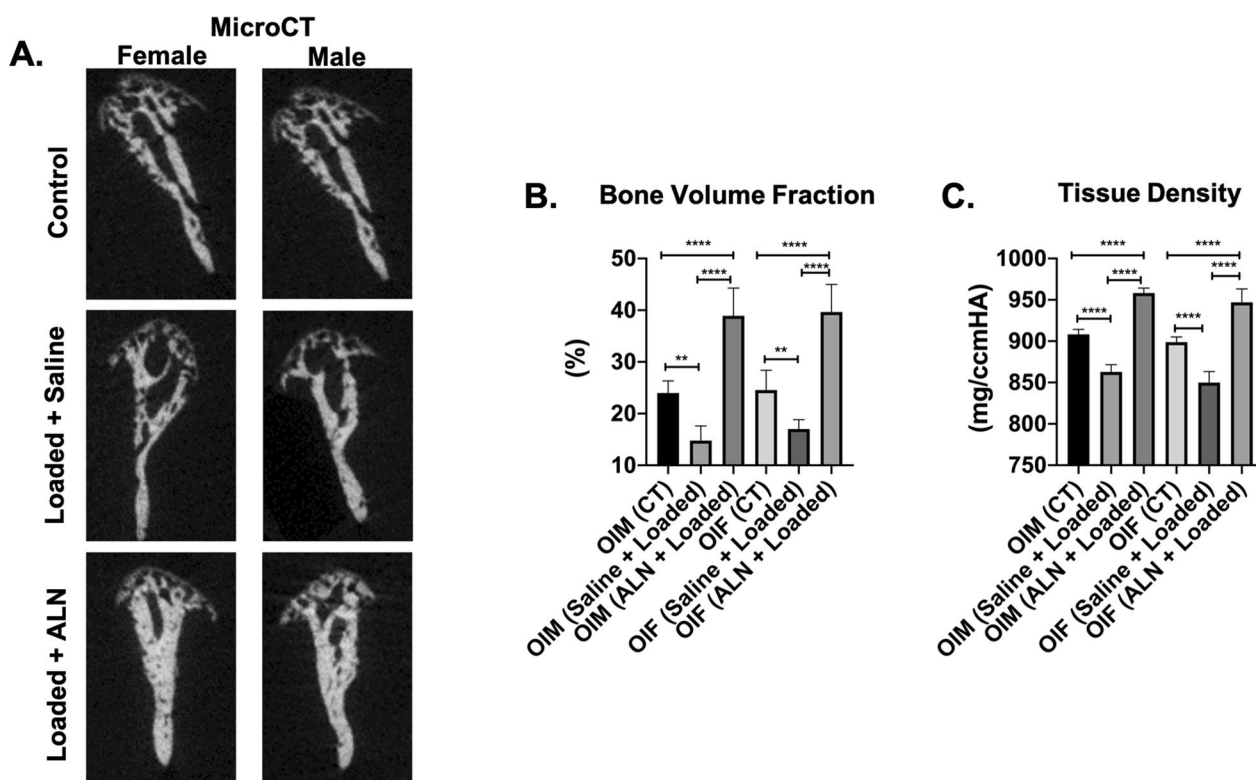 A.
MicroCT
Female
Male
Control
Loaded + Saline
Loaded + ALN
B.
Bone Volume Fraction
(%)
50
40
30
20
10
****
****
****
****
**
**
OIM (CT)
OIM (Saline + Loaded)
OIM (ALN + Loaded)
OIF (CT)
OIF (Saline + Loaded)
OIF (ALN + Loaded)
C.
Tissue Density
(mg/ccmHA)
1000
950
900
850
800
750
****
****
****
****
****
****
OIM (CT)
OIM (Saline + Loaded)
OIM (ALN + Loaded)
OIF (CT)
OIF (Saline + Loaded)
OIF (ALN + Loaded)